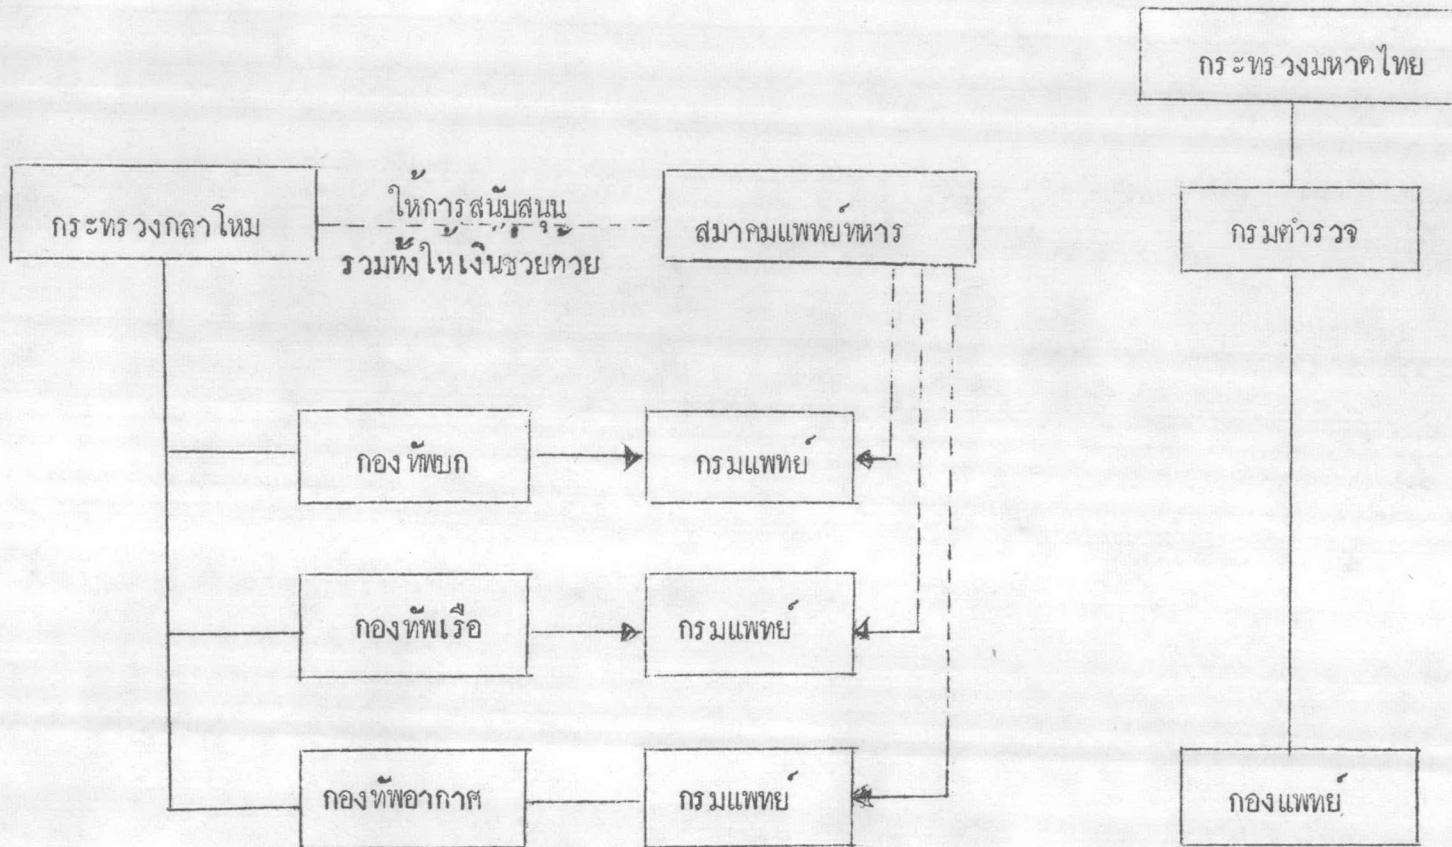 กระทรวงมหาดไทย
กระทรวงกลาโหม
ให้การสนับสนุน
รวมทั้งให้เงินช่วยด้วย
สมาคมแพทย์ทหาร
กรมตำรวจ
กองทัพบก
กรมแพทย์
กองทัพเรือ
กรมแพทย์
กองทัพอากาศ
กรมแพทย์
กองแพทย์